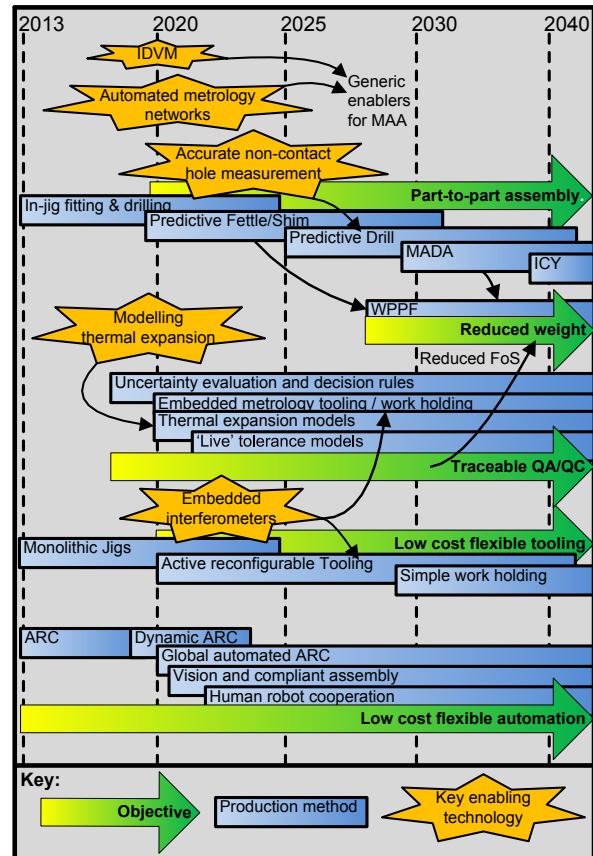 2013 2020 2025 2030 2040
IDVM
Generic
enablers
for MAA
Automated metrology
networks
Accurate non-contact
hole measurement
Part-to-part assembly.
In-jig fitting & drilling
Predictive Fettle/Shim
Predictive Drill
MADA
ICY
WPPF
Modelling
thermal expansion
Reduced weight
Reduced FoS
Uncertainty evaluation and decision rules
Embedded metrology tooling / work holding
Thermal expansion models
'Live' tolerance models
Traceable QA/QC
Embedded
interferometers
Low cost flexible tooling
Monolithic Jigs
Active reconfigurable Tooling
Simple work holding
ARC
Dynamic ARC
Global automated ARC
Vision and compliant assembly
Human robot cooperation
Low cost flexible automation
Key:
Objective
Production method
Key enabling
technology